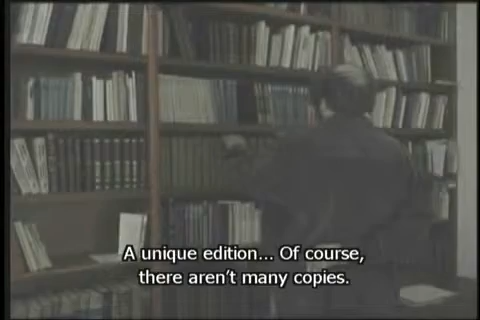 A unique edition... Of course,
there aren't many copies.